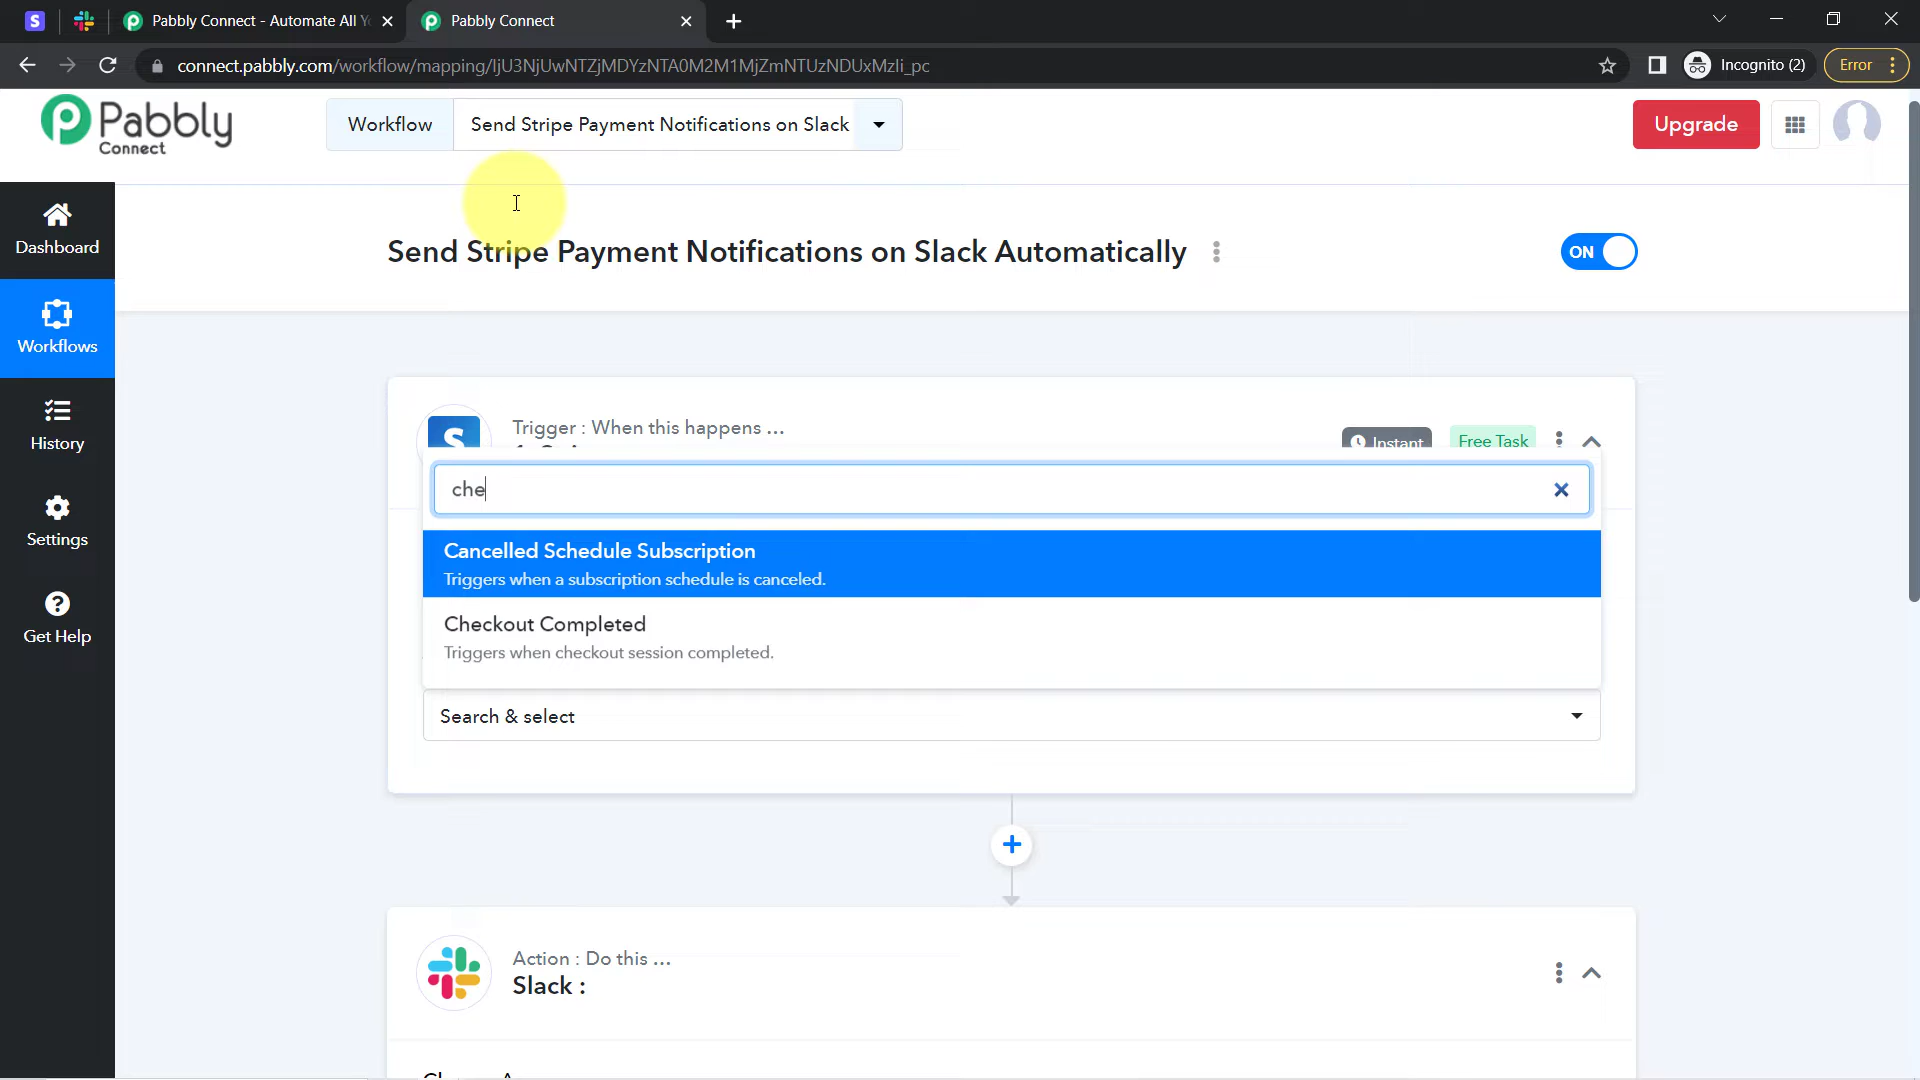 Pabbly Connect - Automate All Y
Pabbly Connect
connect.pabbly.com/workflow/mapping/IjU3NjUwNTZjMDYzNTA0M2M1MjZmNTUzNDUxMzIi_pc
Incognito (2)
Error
Pabbly
Connect
Workflow
Send Stripe Payment Notifications on Slack
Upgrade
Dashboard
Workflows
History
Settings
Get Help
Send Stripe Payment Notifications on Slack Automatically
ON
Trigger : When this happens ...
Instant
Free Task
che
Cancelled Schedule Subscription
Triggers when a subscription schedule is canceled.
Checkout Completed
Triggers when checkout session completed.
Search & select
Action : Do this ...
Slack :